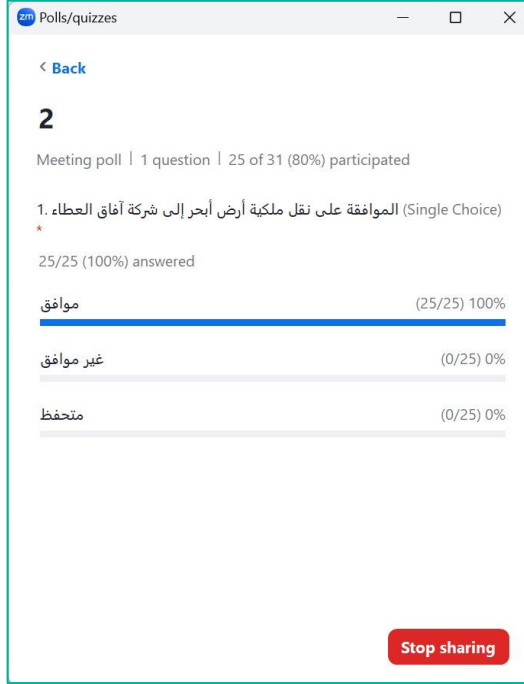 zm Polls/quizzes
< Back
2
Meeting poll | 1 question | 25 of 31 (80%) participated
1. الموافقة على نقل ملكية أرض أبحر إلى شركة آفاق العطاء (Single Choice)
*
25/25 (100%) answered
موافق (25/25) 100%
غير موافق (0/25) 0%
متحفظ (0/25) 0%
Stop sharing